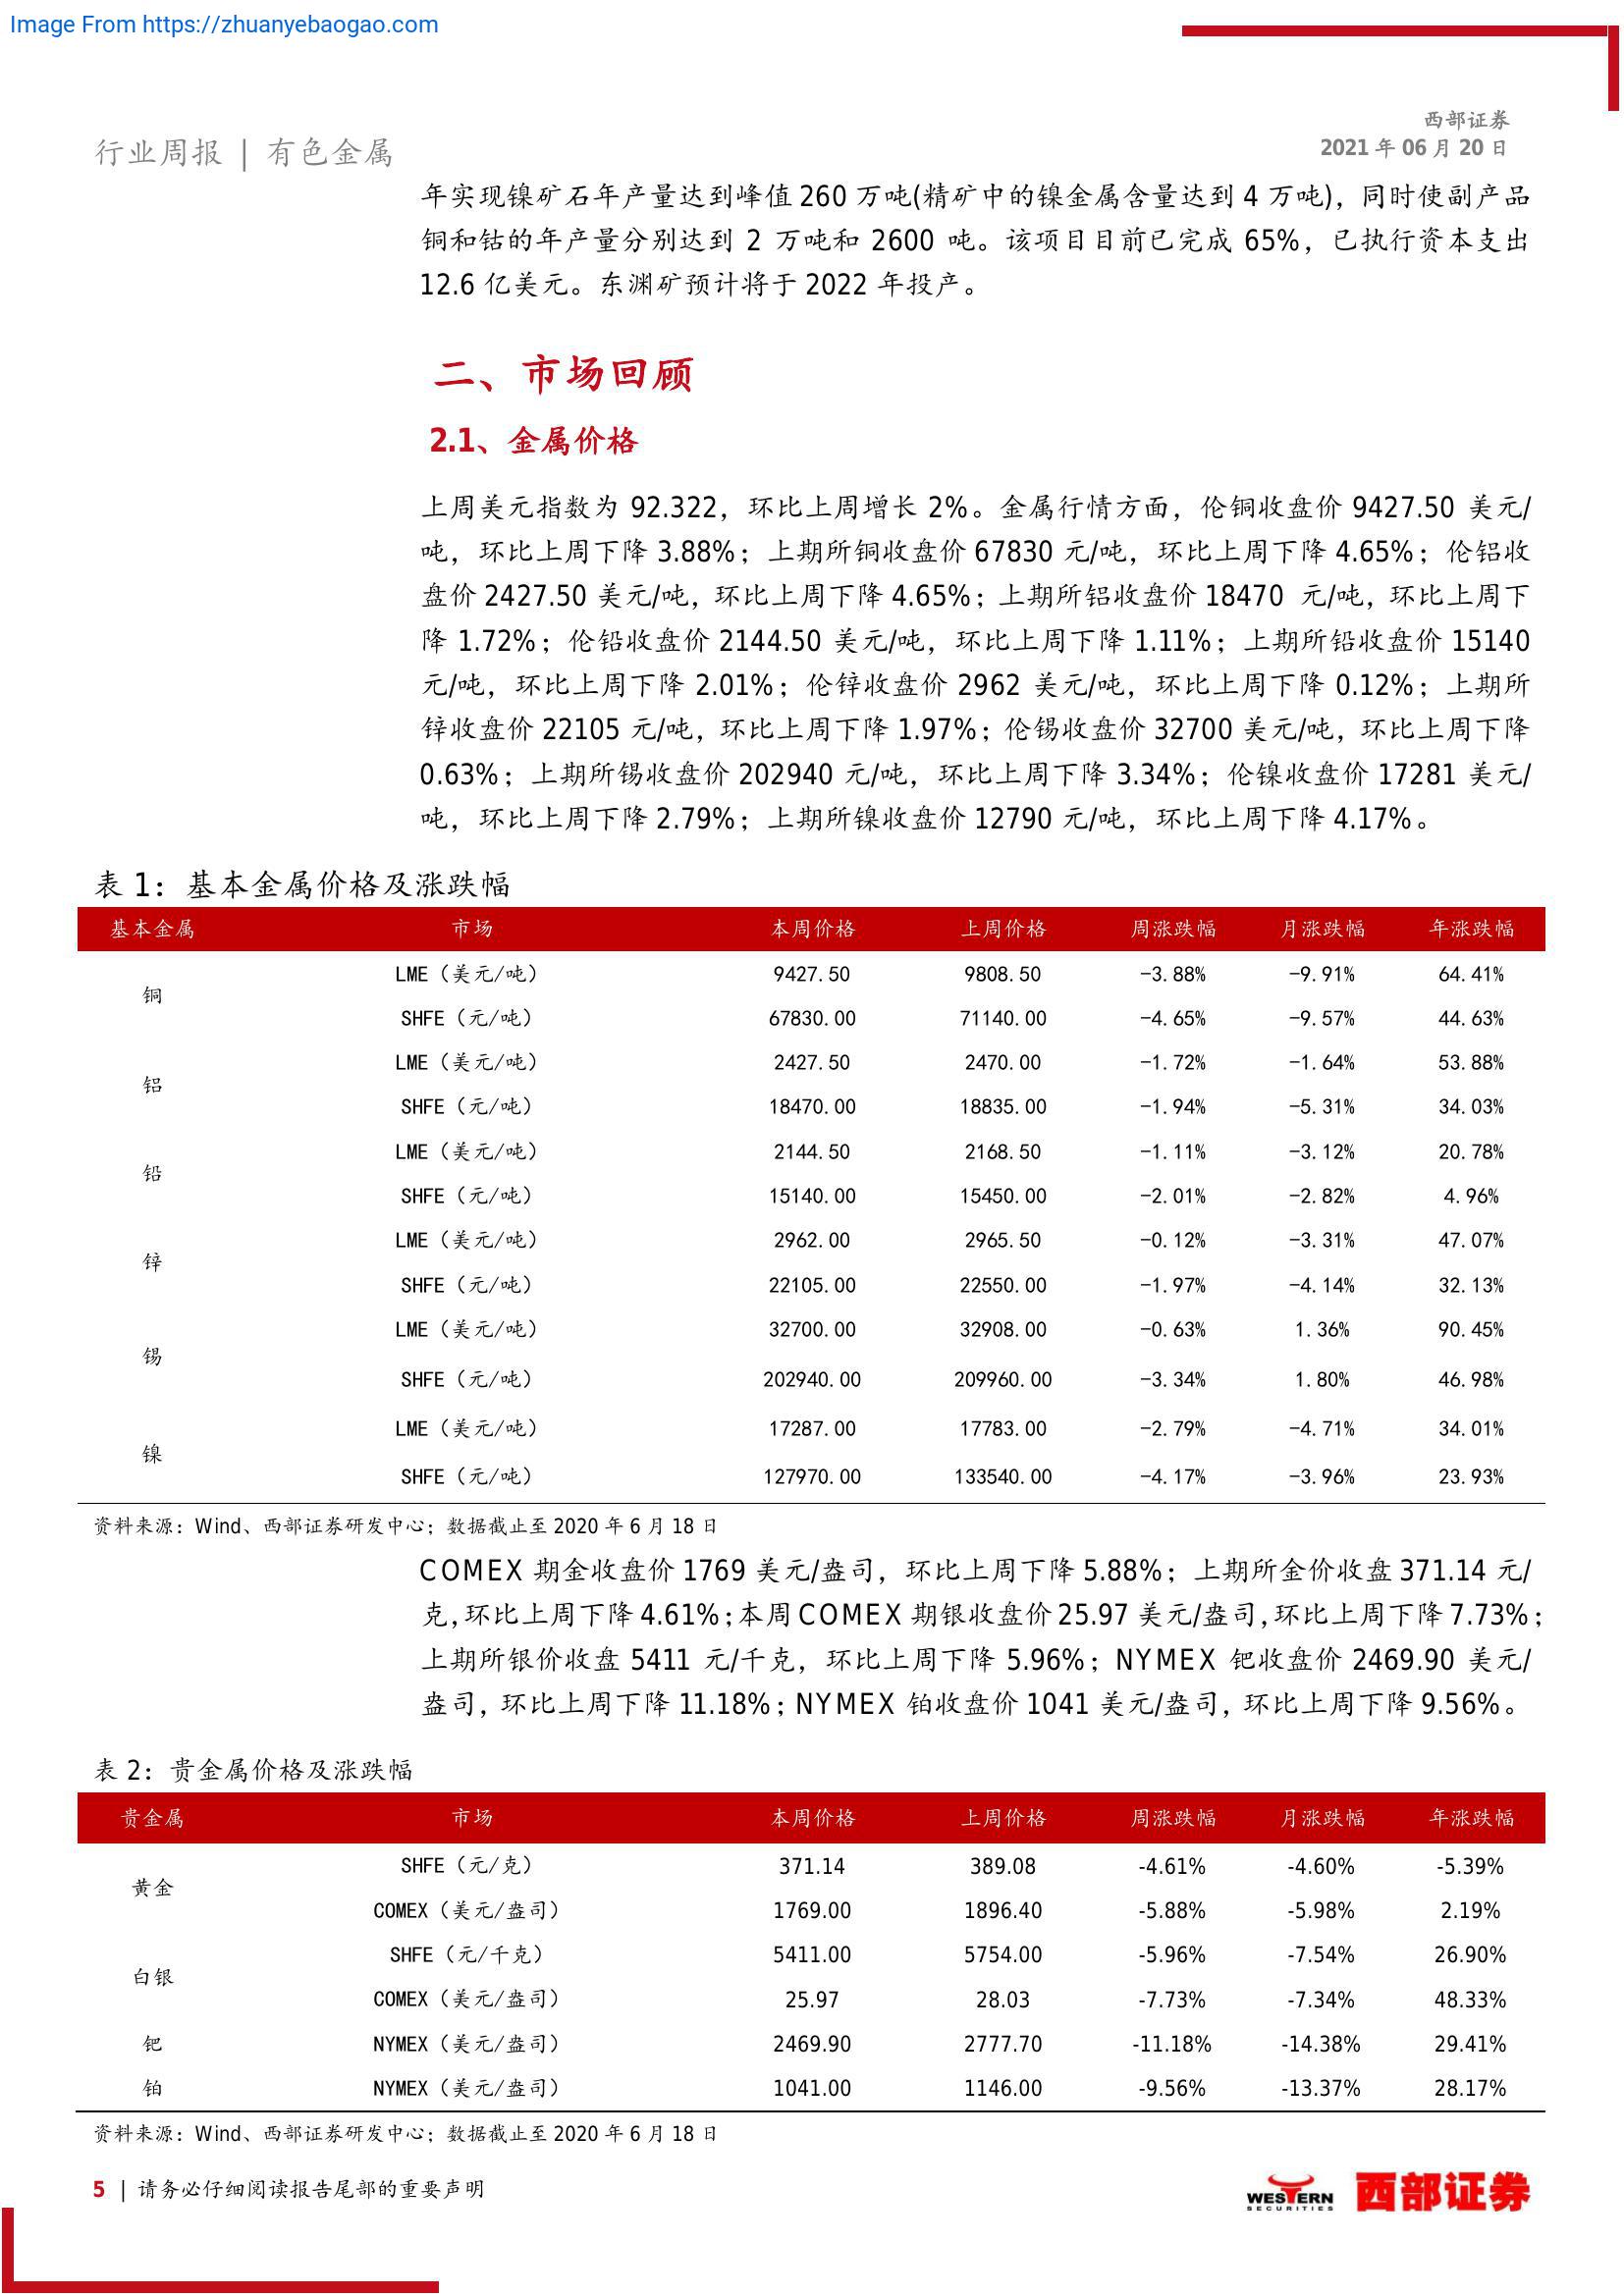 Image From https://zhuanyebaogao.com
西部证券
行业周报 | 有色金属
2021 年 06 月 20 日
年实现镍矿石年产量达到峰值 260 万吨(精矿中的镍金属含量达到 4 万吨)，同时使副产品
铜和钴的年产量分别达到 2 万吨和 2600 吨。该项目目前已完成 65%，已执行资本支出
12.6 亿美元。东渊矿预计将于 2022 年投产。
二、市场回顾
2.1、金属价格
上周美元指数为 92.322，环比上周增长 2%。金属行情方面，伦铜收盘价 9427.50 美元/
吨，环比上周下降 3.88%；上期所铜收盘价 67830 元/吨，环比上周下降 4.65%；伦铝收
盘价 2427.50 美元/吨，环比上周下降 4.65%；上期所铝收盘价 18470 元/吨，环比上周下
降 1.72%；伦铅收盘价 2144.50 美元/吨，环比上周下降 1.11%；上期所铅收盘价 15140
元/吨，环比上周下降 2.01%；伦锌收盘价 2962 美元/吨，环比上周下降 0.12%；上期所
锌收盘价 22105 元/吨，环比上周下降 1.97%；伦锡收盘价 32700 美元/吨，环比上周下降
0.63%；上期所锡收盘价 202940 元/吨，环比上周下降 3.34%；伦镍收盘价 17281 美元/
吨，环比上周下降 2.79%；上期所镍收盘价 12790 元/吨，环比上周下降 4.17%。
表 1：基本金属价格及涨跌幅
基本金属 市场 本周价格 上周价格 周涨跌幅 月涨跌幅 年涨跌幅
铜 LME（美元/吨） 9427.50 9808.50 -3.88% -9.91% 64.41%
SHFE（元/吨） 67830.00 71140.00 -4.65% -9.57% 44.63%
铝 LME（美元/吨） 2427.50 2470.00 -1.72% -1.64% 53.88%
SHFE（元/吨） 18470.00 18835.00 -1.94% -5.31% 34.03%
铅 LME（美元/吨） 2144.50 2168.50 -1.11% -3.12% 20.78%
SHFE（元/吨） 15140.00 15450.00 -2.01% -2.82% 4.96%
锌 LME（美元/吨） 2962.00 2965.50 -0.12% -3.31% 47.07%
SHFE（元/吨） 22105.00 22550.00 -1.97% -4.14% 32.13%
锡 LME（美元/吨） 32700.00 32908.00 -0.63% 1.36% 90.45%
SHFE（元/吨） 202940.00 209960.00 -3.34% 1.80% 46.98%
镍 LME（美元/吨） 17287.00 17783.00 -2.79% -4.71% 34.01%
SHFE（元/吨） 127970.00 133540.00 -4.17% -3.96% 23.93%
资料来源：Wind、西部证券研发中心；数据截止至 2020 年 6 月 18 日
COMEX 期金收盘价 1769 美元/盎司，环比上周下降 5.88%；上期所金价收盘 371.14 元/
克，环比上周下降 4.61%；本周 COMEX 期银收盘价 25.97 美元/盎司，环比上周下降 7.73%；
上期所银价收盘 5411 元/千克，环比上周下降 5.96%；NYMEX 钯收盘价 2469.90 美元/
盎司，环比上周下降 11.18%；NYMEX 铂收盘价 1041 美元/盎司，环比上周下降 9.56%。
表 2：贵金属价格及涨跌幅
贵金属 市场 本周价格 上周价格 周涨跌幅 月涨跌幅 年涨跌幅
黄金 SHFE（元/克） 371.14 389.08 -4.61% -4.60% -5.39%
COMEX（美元/盎司） 1769.00 1896.40 -5.88% -5.98% 2.19%
白银 SHFE（元/千克） 5411.00 5754.00 -5.96% -7.54% 26.90%
COMEX（美元/盎司） 25.97 28.03 -7.73% -7.34% 48.33%
钯 NYMEX（美元/盎司） 2469.90 2777.70 -11.18% -14.38% 29.41%
铂 NYMEX（美元/盎司） 1041.00 1146.00 -9.56% -13.37% 28.17%
资料来源：Wind、西部证券研发中心；数据截止至 2020 年 6 月 18 日
5 | 请务必仔细阅读报告尾部的重要声明
WESTERN
SECURITIES
西部证券